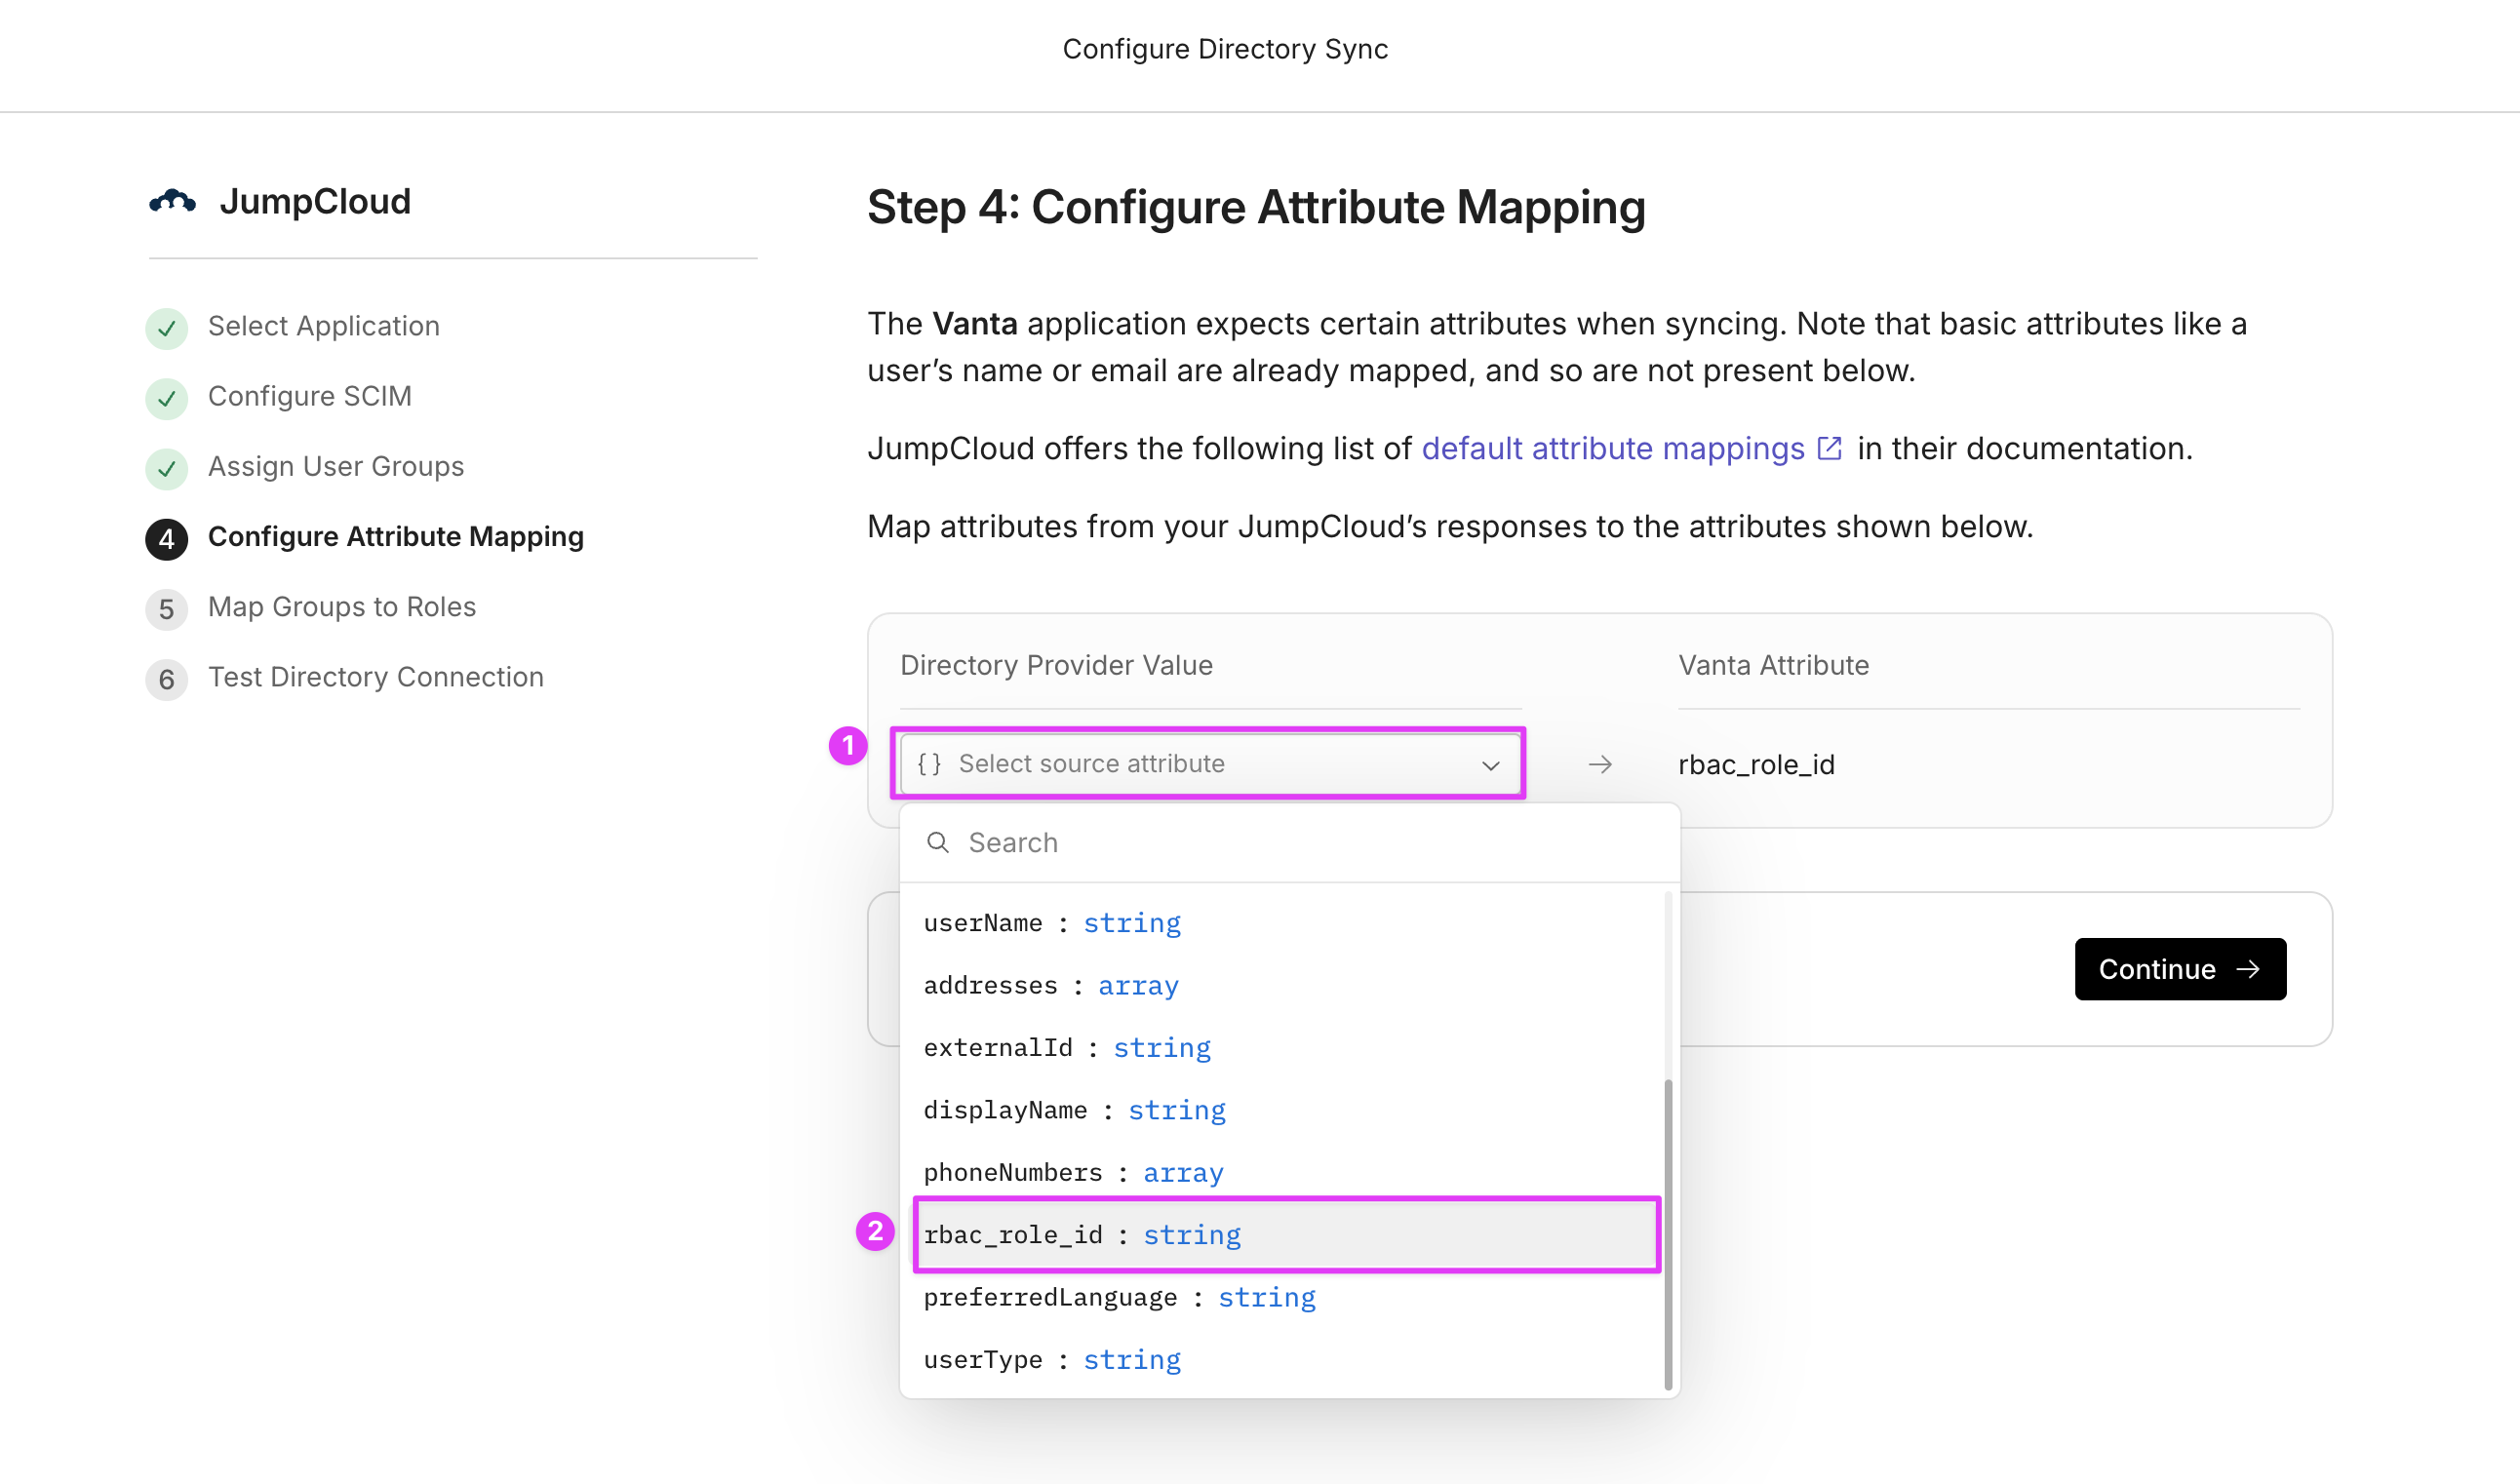 Configure Directory Sync
JumpCloud
Select Application
Configure SCIM
Assign User Groups
4 Configure Attribute Mapping
5 Map Groups to Roles
6 Test Directory Connection
Step 4: Configure Attribute Mapping
The Vanta application expects certain attributes when syncing. Note that basic attributes like a
user’s name or email are already mapped, and so are not present below.
JumpCloud offers the following list of default attribute mappings in their documentation.
Map attributes from your JumpCloud’s responses to the attributes shown below.
Directory Provider Value
Vanta Attribute
1
{ } Select source attribute
→ rbac_role_id
Search
userName : string
addresses : array
externalId : string
displayName : string
phoneNumbers : array
2 rbac_role_id : string
preferredLanguage : string
userType : string
Continue →